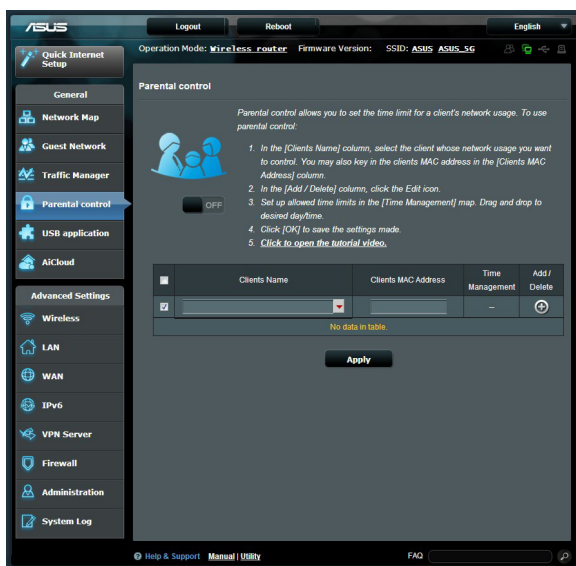 ASUS
Logout
Reboot
English
Quick Internet
Setup
Operation Mode: Wireless router Firmware Version: SSID: ASUS ASUS_5G
General
Network Map
Guest Network
Traffic Manager
Parental control
USB application
AiCloud
Advanced Settings
Wireless
LAN
WAN
IPv6
VPN Server
Firewall
Administration
System Log
Parental control
Parental control allows you to set the time limit for a client's network usage. To use
parental control:
1. In the [Clients Name] column, select the client whose network usage you want
to control. You may also key in the clients MAC address in the [Clients MAC
Address] column.
2. In the [Add / Delete] column, click the Edit icon.
3. Set up allowed time limits in the [Time Management] map. Drag and drop to
desired day/time.
4. Click [OK] to save the settings made.
5. Click to open the tutorial video.
OFF
Clients Name
Clients MAC Address
Time
Management
Add /
Delete
–
No data in table.
Apply
Help & Support Manual | Utility
FAQ